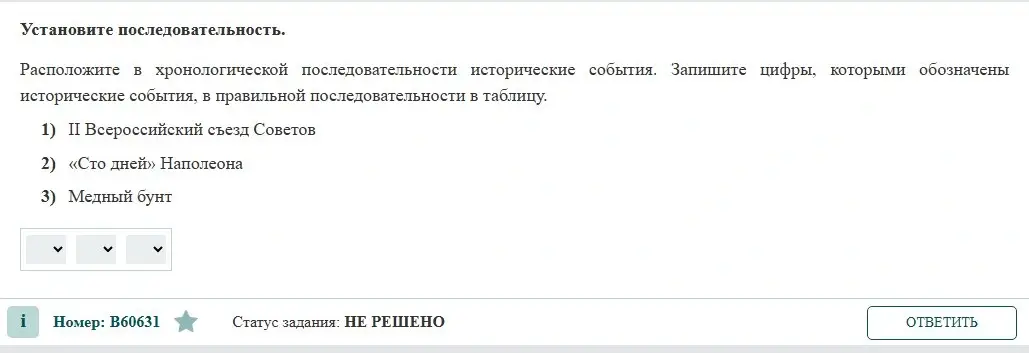 Установите последовательность.
Расположите в хронологической последовательности исторические события. Запишите цифры, которыми обозначены
исторические события, в правильной последовательности в таблицу.
1) II Всероссийский съезд Советов
2) «Сто дней» Наполеона
3) Медный бунт
i Номер: B60631 Статус задания: НЕ РЕШЕНО ОТВЕТИТЬ